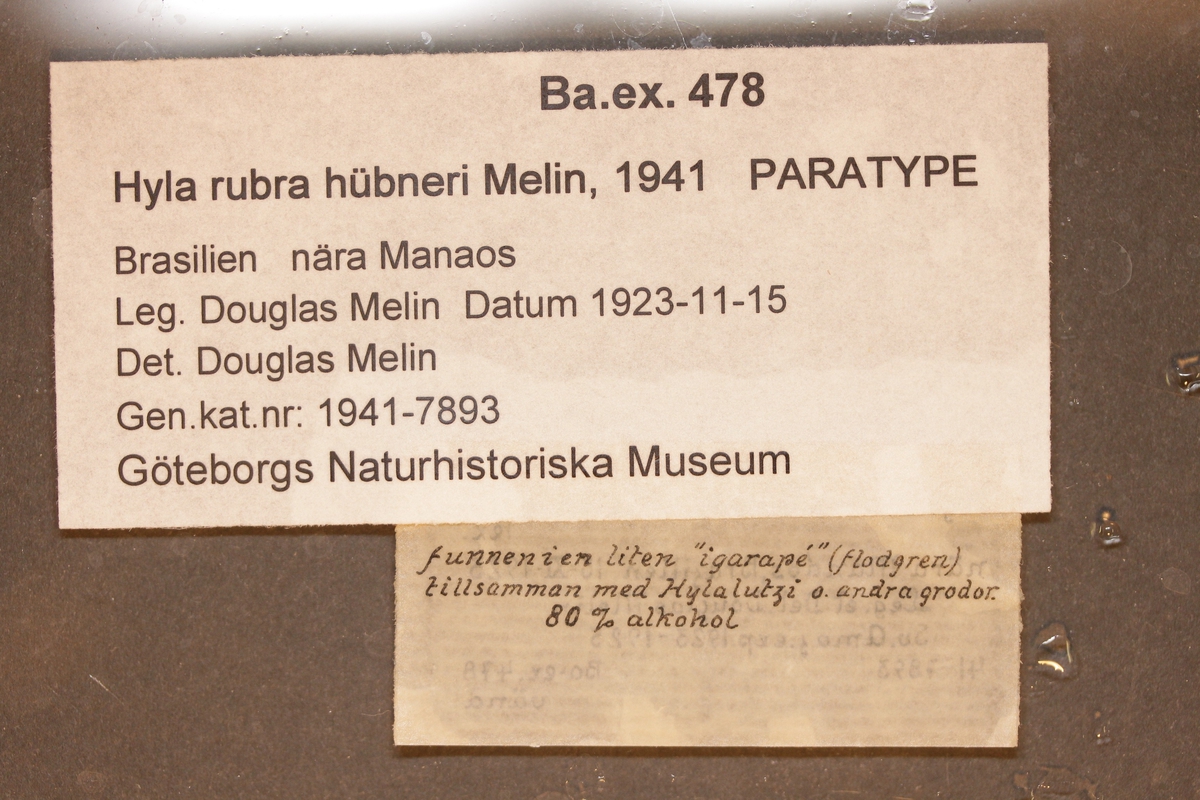 Ba.ex. 478
Hyla rubra hübneri Melin, 1941 PARATYPE
Brasilien nära Manaos
Leg. Douglas Melin Datum 1923-11-15
Det. Douglas Melin
Gen.kat.nr: 1941-7893
Göteborgs Naturhistoriska Museum
funnen i en liten "igarapé" (flodgren)
tillsamman med Hyla lutzi o. andra grodor.
80 % alkohol